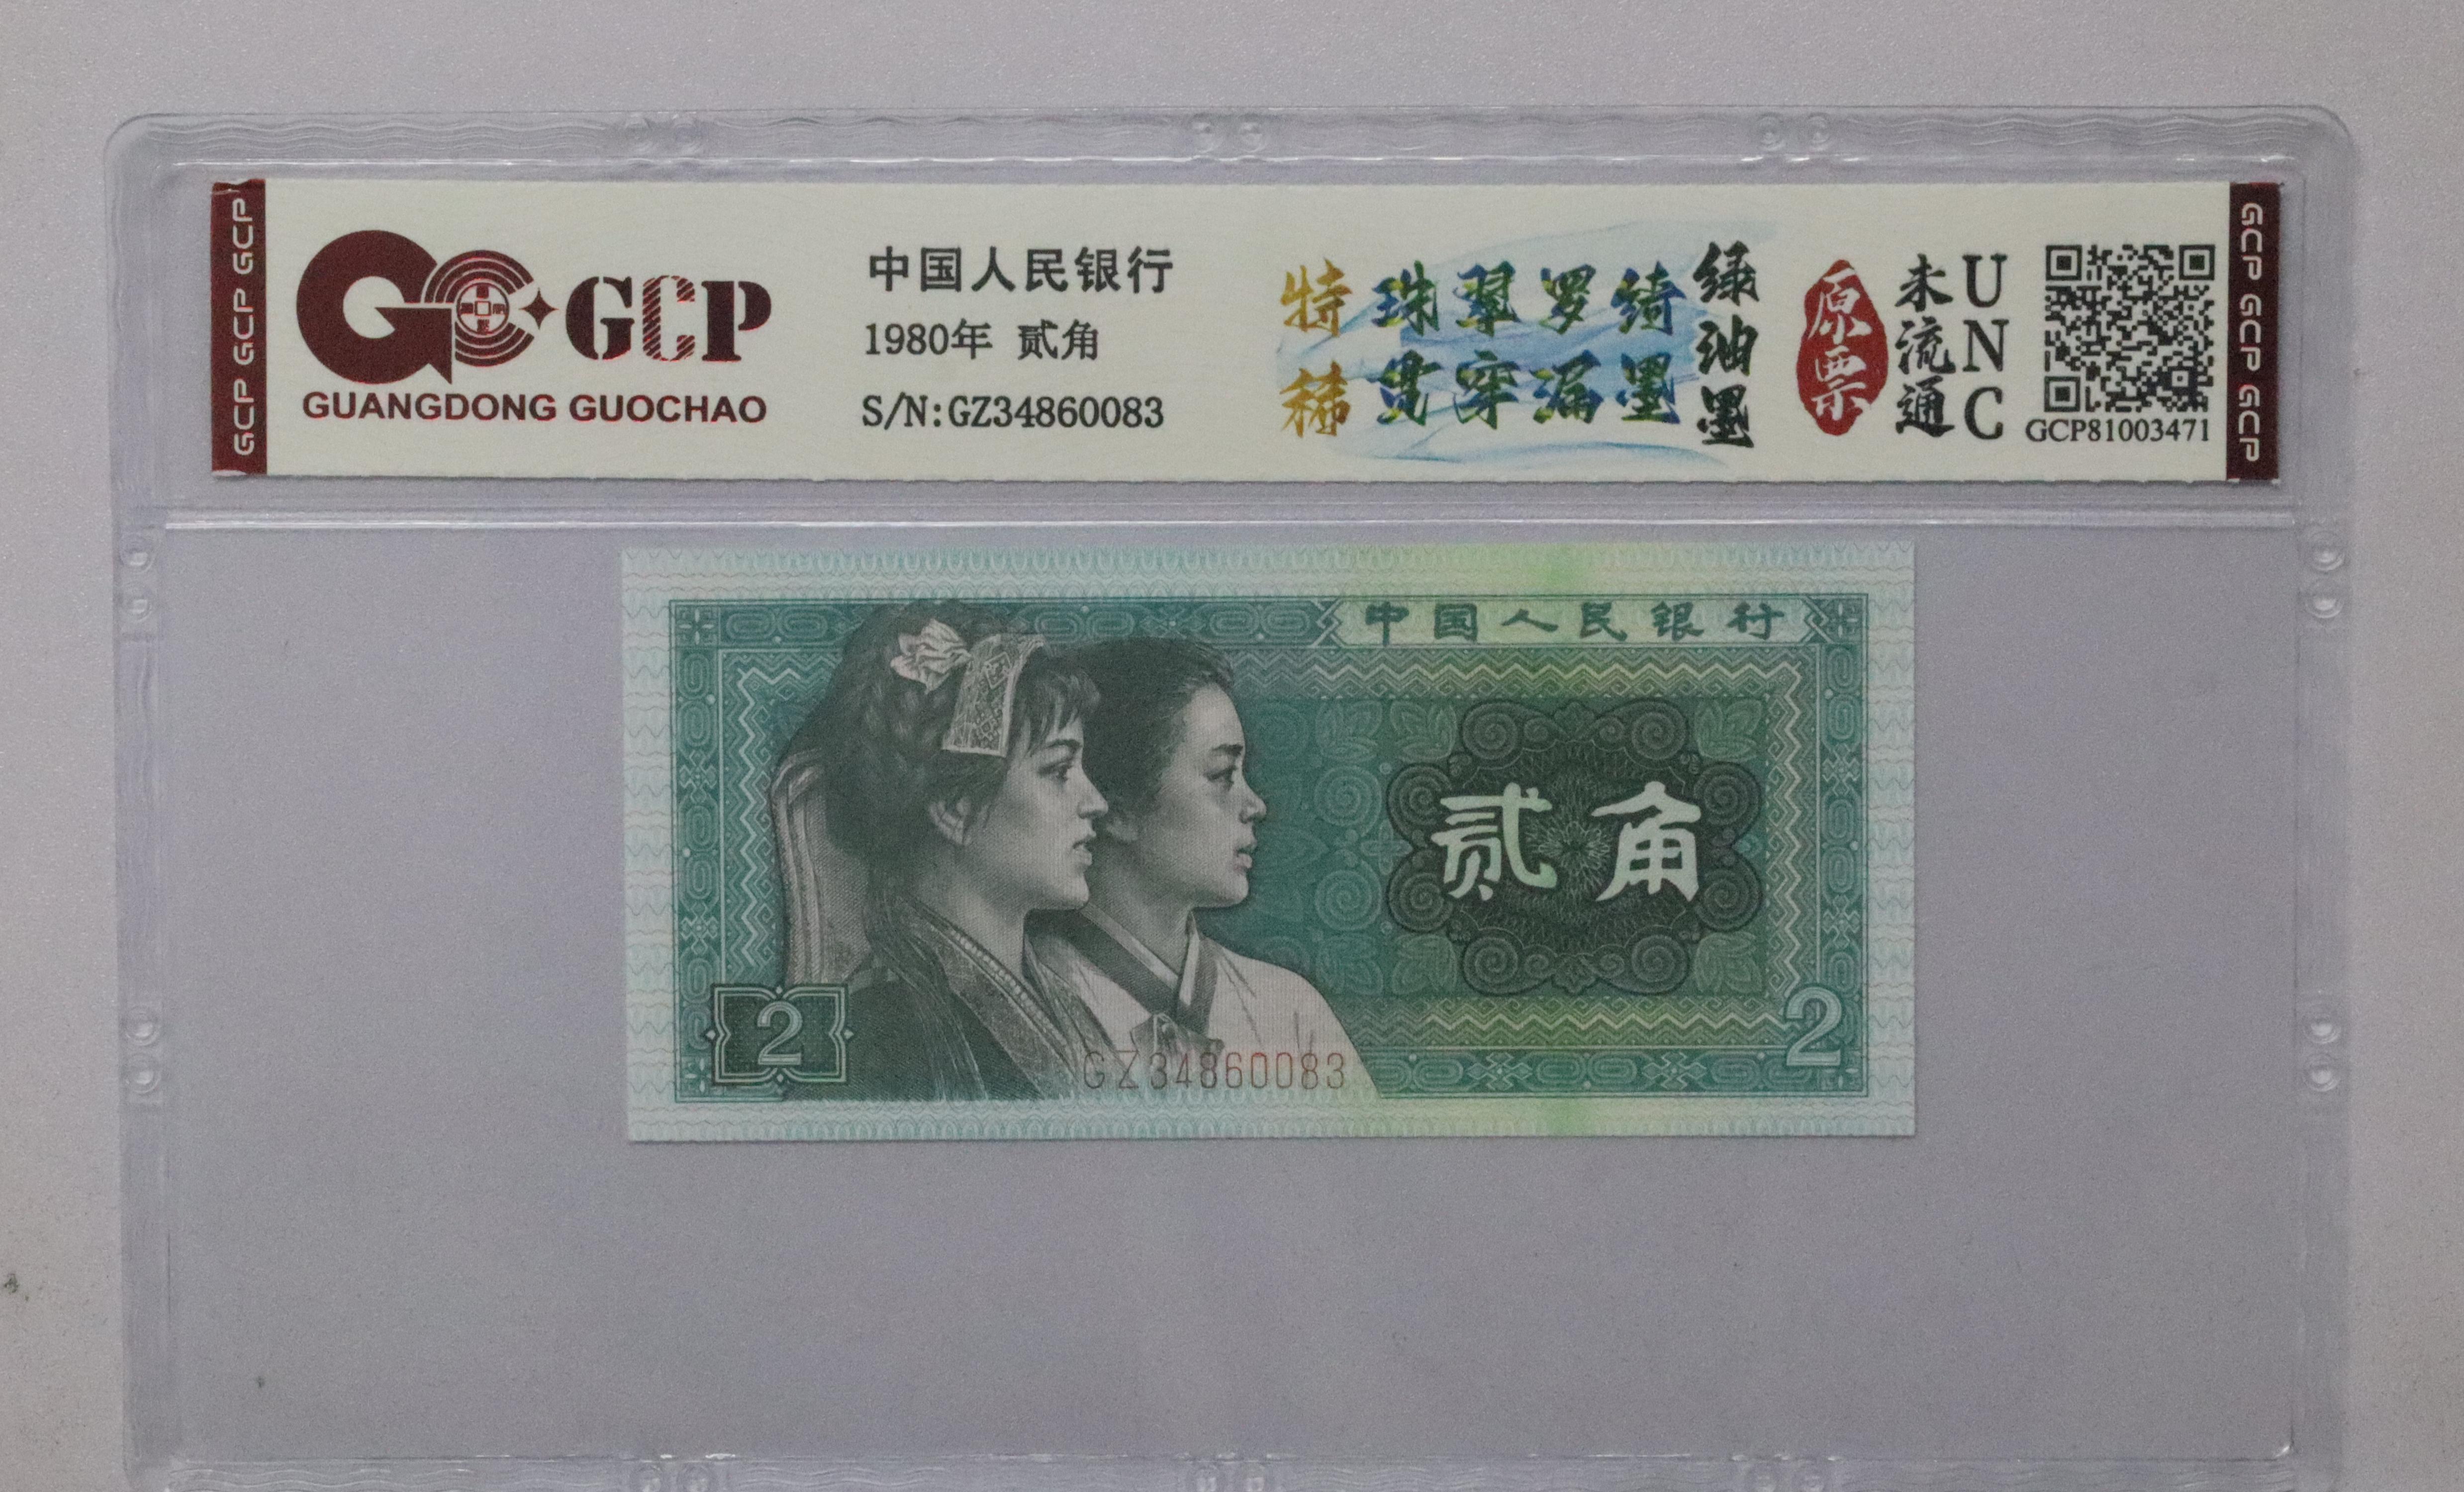 GCP GCP GCP
GCP
GUANGDONG GUOCHAO
中国人民银行
1980年 贰角
S/N:GZ34860083
特稀
珠翠罗绮
贯穿漏墨
绿油墨
原票
未流通
UNC
GCP81003471
GCP GCP GCP
中国人民银行
贰角
2
GZ34860083
2